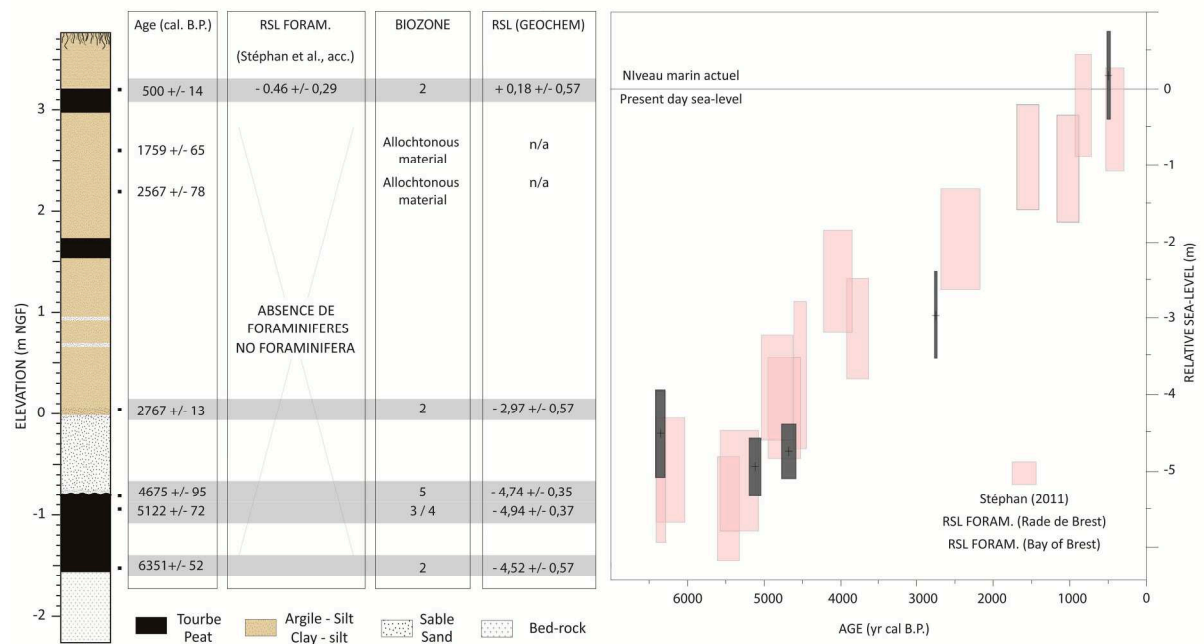 Age (cal. B.P.) RSL FORAM. BIOZONE RSL (GEOCHEM)
(Stéphan et al., acc.)
500 +/- 14 - 0.46 +/- 0,29 2 + 0,18 +/- 0,57
1759 +/- 65 Allochtonous n/a
material
2567 +/- 78 Allochtonous n/a
material
ABSENCE DE
FORAMINIFERES
NO FORAMINIFERA
2767 +/- 13 2 - 2,97 +/- 0,57
4675 +/- 95 5 - 4,74 +/- 0,35
5122 +/- 72 3 / 4 - 4,94 +/- 0,37
6351+/- 52 2 - 4,52 +/- 0,57
ELEVATION (m NGF)
3
2
1
0
-1
-2
Tourbe Argile - Silt Sable Bed-rock
Peat Clay - silt Sand
NIveau marin actuel
Present day sea-level
0
-1
-2
-3
-4
-5
RELATIVE SEA-LEVEL (m)
Stéphan (2011)
RSL FORAM. (Rade de Brest)
RSL FORAM. (Bay of Brest)
6000 5000 4000 3000 2000 1000 0
AGE (yr cal B.P.)